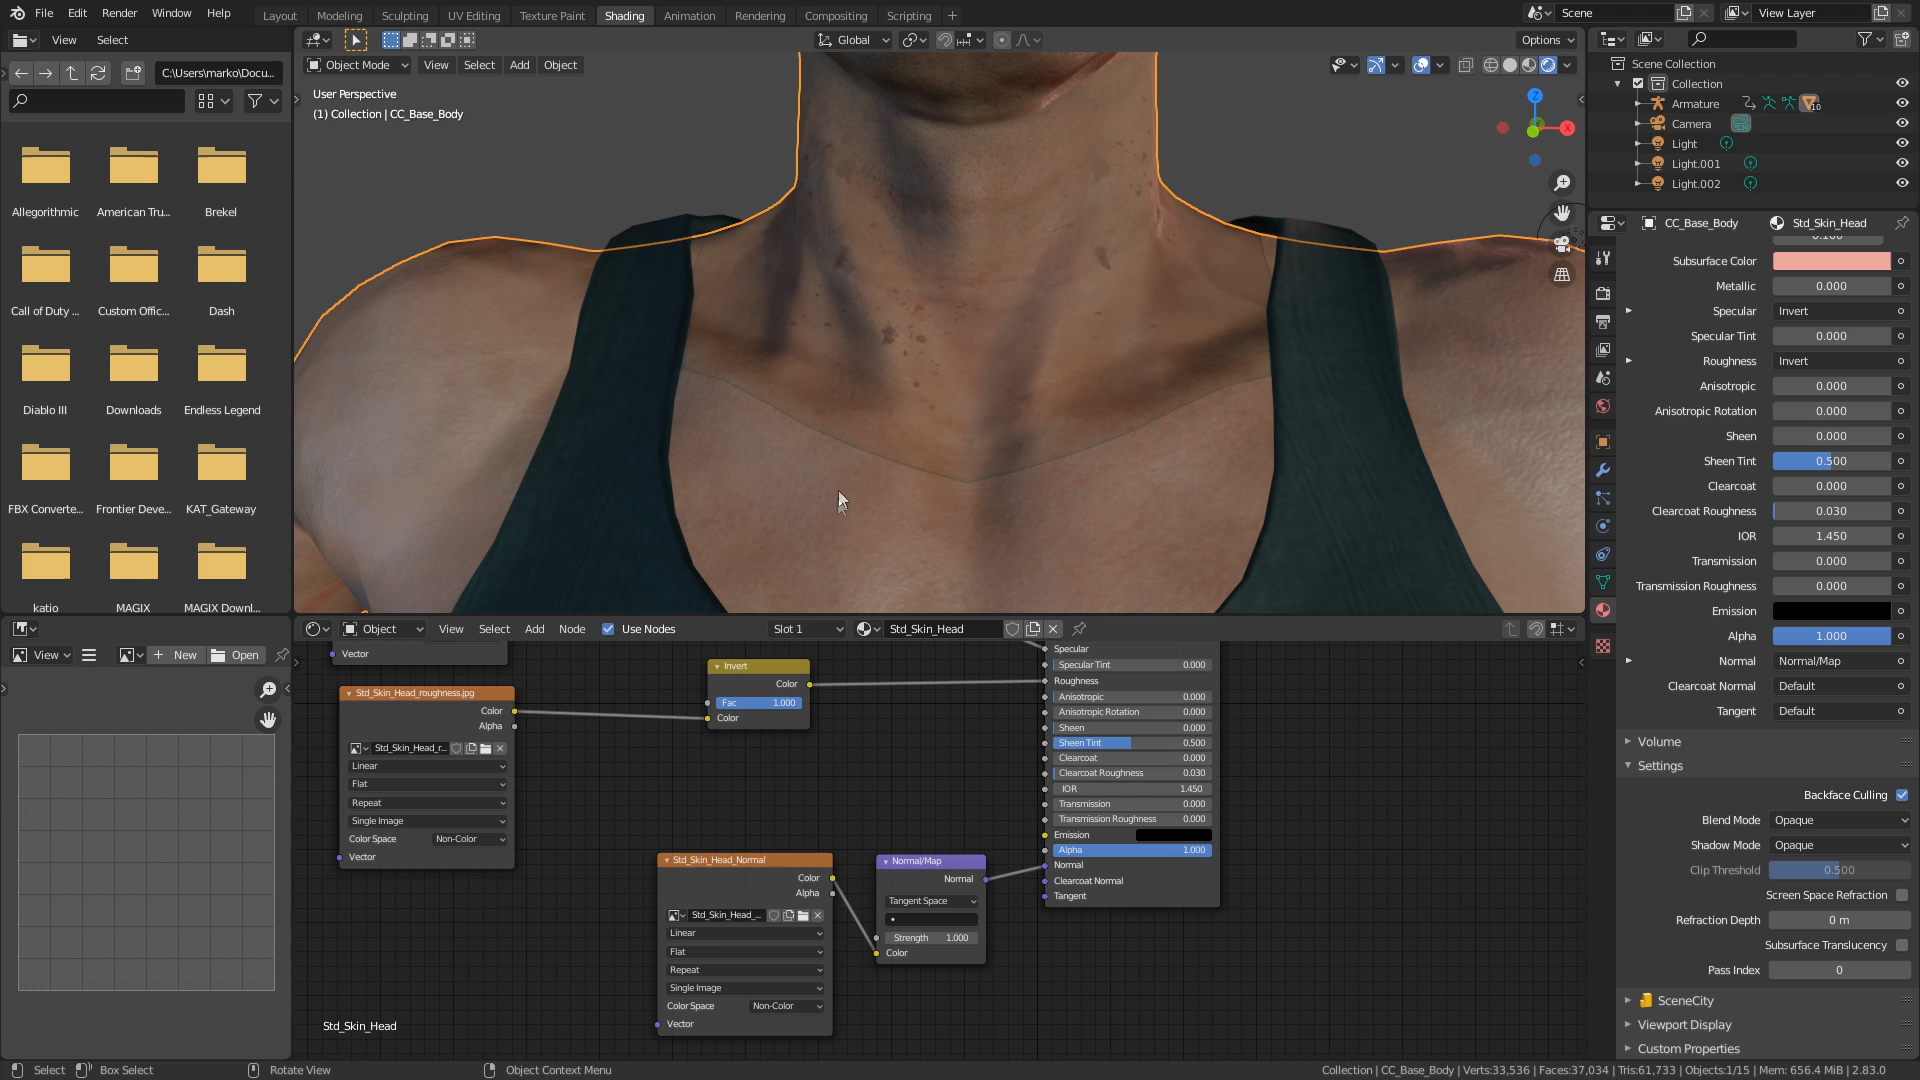 File Edit Render Window Help
Layout Modeling Sculpting UV Editing Texture Paint Shading Animation Rendering Compositing Scripting +
Scene
View Layer
View Select
Global
Options
C:\Users\marko\Docu...
Object Mode View Select Add Object
User Perspective
(1) Collection | CC_Base_Body
Z
X
Allegorithmic American Tru... Brekel
Call of Duty ... Custom Offic... Dash
Diablo III Downloads Endless Legend
FBX Converte... Frontier Deve... KAT_Gateway
katio MAGIX MAGIX Downl...
Scene Collection
Collection
Armature 10
Camera
Light
Light.001
Light.002
CC_Base_Body Std_Skin_Head
Subsurface Color
Metallic 0.000
Specular Invert
Specular Tint 0.000
Roughness Invert
Anisotropic 0.000
Anisotropic Rotation 0.000
Sheen 0.000
Sheen Tint 0.500
Clearcoat 0.000
Clearcoat Roughness 0.030
IOR 1.450
Transmission 0.000
Transmission Roughness 0.000
Emission
Alpha 1.000
Normal Normal/Map
Clearcoat Normal Default
Tangent Default
Volume
Settings
Backface Culling
Blend Mode Opaque
Shadow Mode Opaque
Clip Threshold 0.500
Screen Space Refraction
Refraction Depth 0 m
Subsurface Translucency
Pass Index 0
SceneCity
Viewport Display
Custom Properties
View New Open
Object View Select Add Node Use Nodes Slot 1 Std_Skin_Head
Vector
Std_Skin_Head_roughness.jpg
Color
Alpha
Std_Skin_Head_r...
Linear
Flat
Repeat
Single Image
Color Space Non-Color
Vector
Invert
Color
Fac 1.000
Color
Std_Skin_Head_Normal
Color
Alpha
Std_Skin_Head_...
Linear
Flat
Repeat
Single Image
Color Space Non-Color
Vector
Normal/Map
Normal
Tangent Space
Strength 1.000
Color
Specular
Specular Tint 0.000
Roughness
Anisotropic 0.000
Anisotropic Rotation 0.000
Sheen 0.000
Sheen Tint 0.500
Clearcoat 0.000
Clearcoat Roughness 0.030
IOR 1.450
Transmission 0.000
Transmission Roughness 0.000
Emission
Alpha 1.000
Normal
Clearcoat Normal
Tangent
Std_Skin_Head
Select Box Select Rotate View Object Context Menu
Collection | CC_Base_Body | Verts:33,536 | Faces:37,034 | Tris:61,733 | Objects:1/15 | Mem: 656.4 MiB | 2.83.0